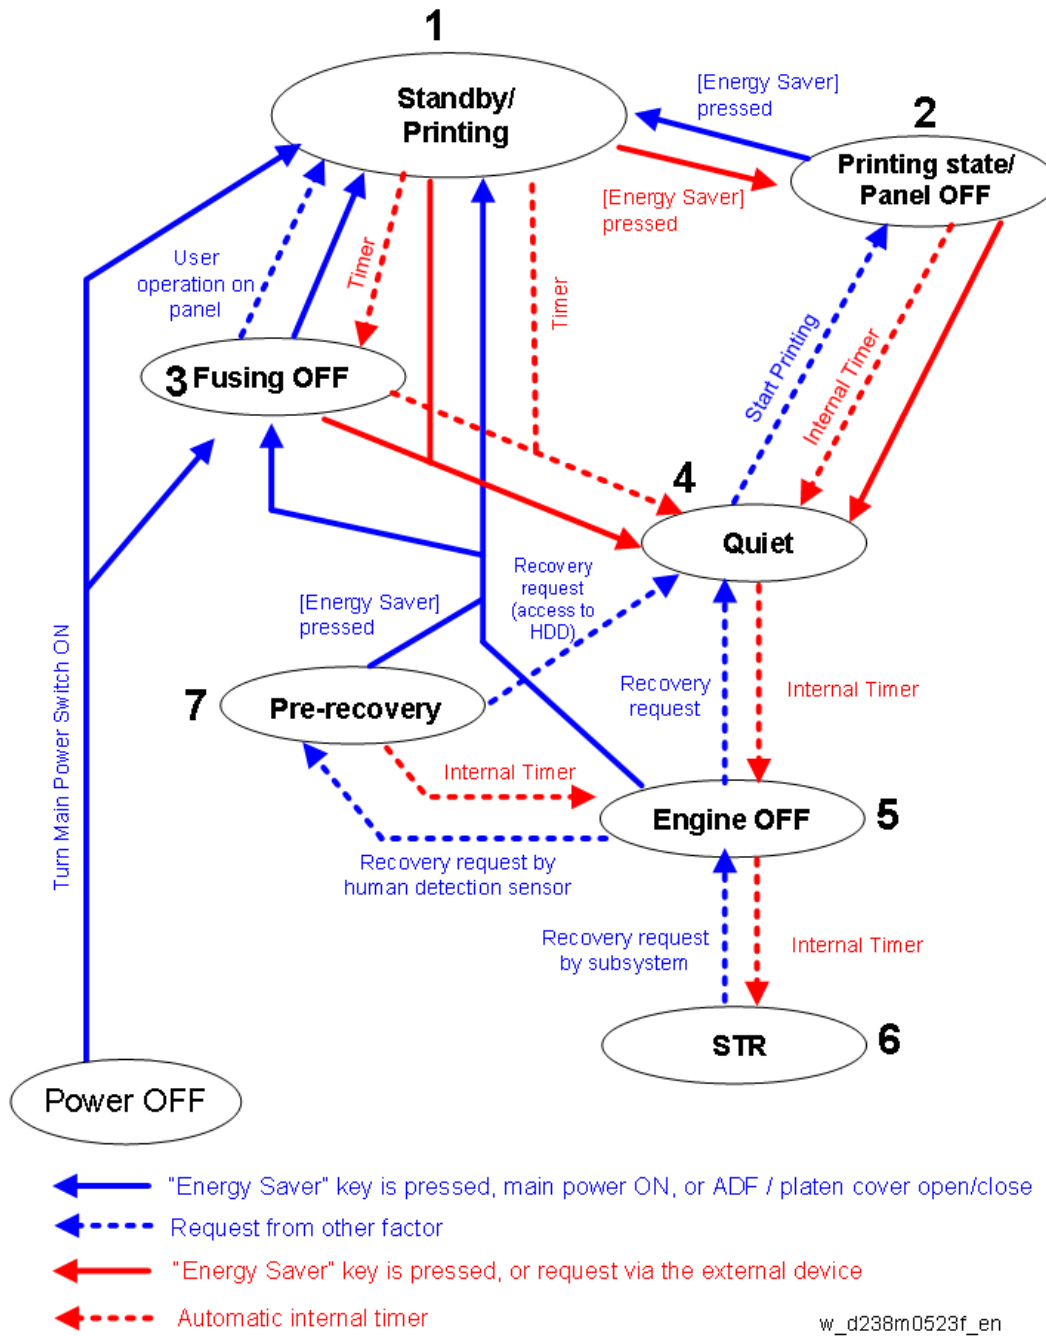 1
Standby/
Printing
[Energy Saver]
pressed
2
Printing state/
Panel OFF
[Energy Saver]
pressed
User
operation on
panel
Timer
Timer
3 Fusing OFF
Start Printing
Internal Timer
4
Quiet
Recovery
request
(access to
HDD)
[Energy Saver]
pressed
Turn Main Power Switch ON
7
Pre-recovery
Recovery
request
Internal Timer
Internal Timer
Engine OFF
5
Recovery request by
human detection sensor
Recovery request
by subsystem
Internal Timer
STR
6
Power OFF
"Energy Saver" key is pressed, main power ON, or ADF / platen cover open/close
Request from other factor
"Energy Saver" key is pressed, or request via the external device
Automatic internal timer
w_d238m0523f_en